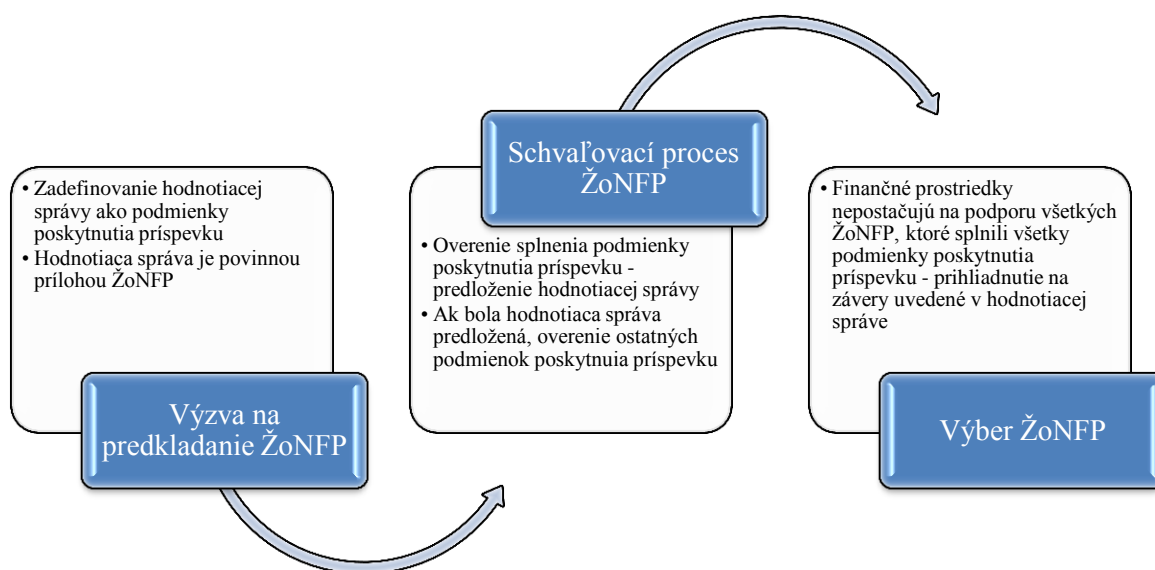 • Zadefinovanie hodnotiacej
správy ako podmienky
poskytnutia príspevku
• Hodnotiaca správa je povinnou
prílohou ŽoNFP
Výzva na
predkladanie ŽoNFP
Schvaľovací proces
ŽoNFP
• Overenie splnenia podmienky
poskytnutia príspevku -
predloženie hodnotiacej správy
• Ak bola hodnotiaca správa
predložená, overenie ostatných
podmienok poskytnuia príspevku
• Finančné prostriedky
nepostačujú na podporu všetkých
ŽoNFP, ktoré splnili všetky
podmienky poskytnutia
príspevku - prihliadnutie na
závery uvedené v hodnotiacej
správe
Výber ŽoNFP